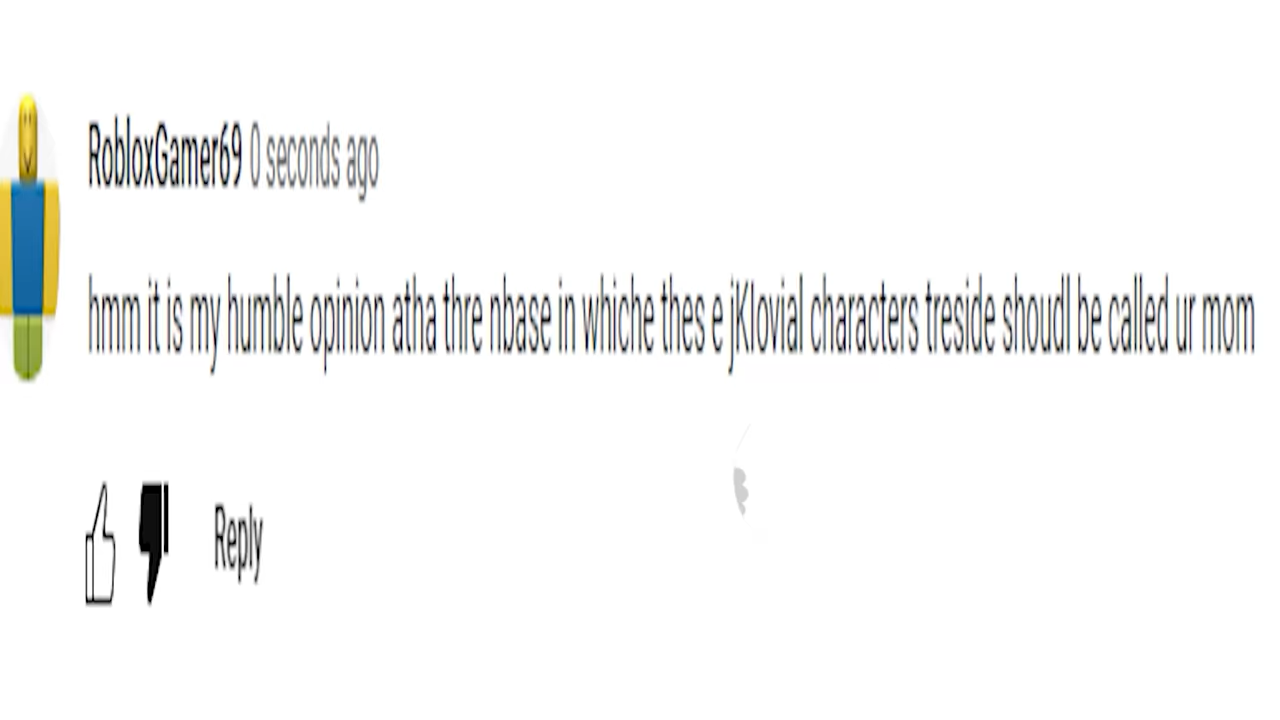 RobloxGamer69 0 seconds ago
hmm it is my humble opinion atha thre nbase in whiche thes e jKlovial characters treside shoudl be called ur mom
Reply